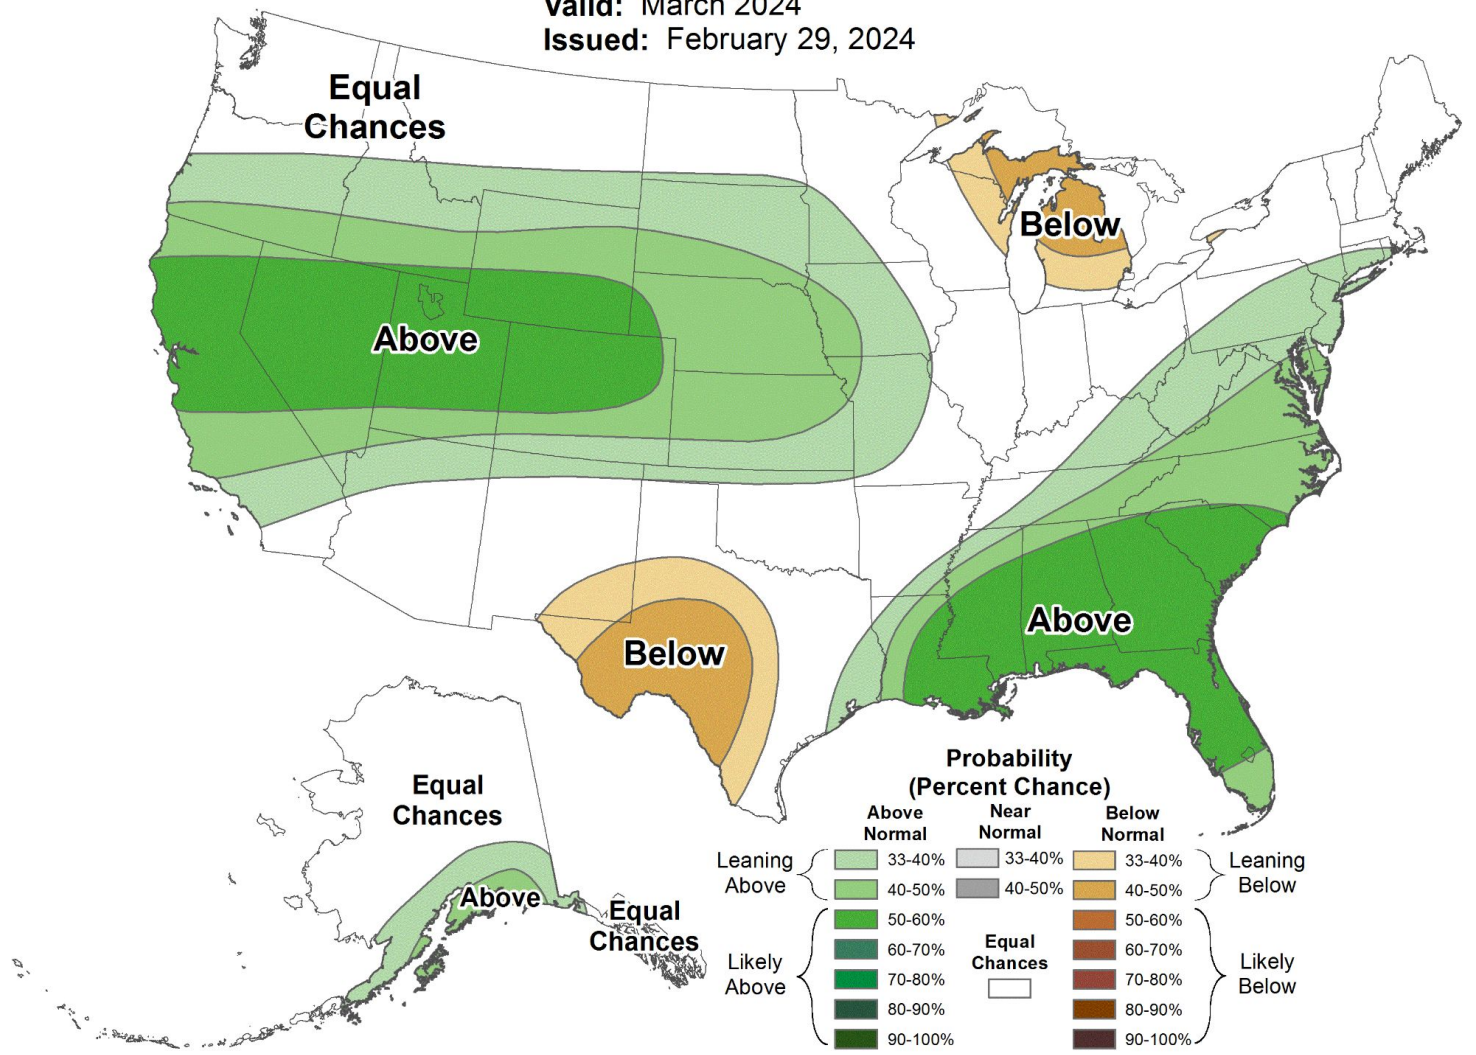 Valid: March 2024
Issued: February 29, 2024
Equal
Chances
Below
Above
Above
Below
Equal
Chances
Above
Equal
Chances
Probability
(Percent Chance)
Above
Normal
Near
Normal
Below
Normal
Leaning
Above
33-40%
33-40%
33-40%
Leaning
Below
40-50%
40-50%
40-50%
Likely
Above
50-60%
50-60%
60-70%
60-70%
70-80%
70-80%
80-90%
80-90%
90-100%
90-100%
Equal
Chances
Likely
Below